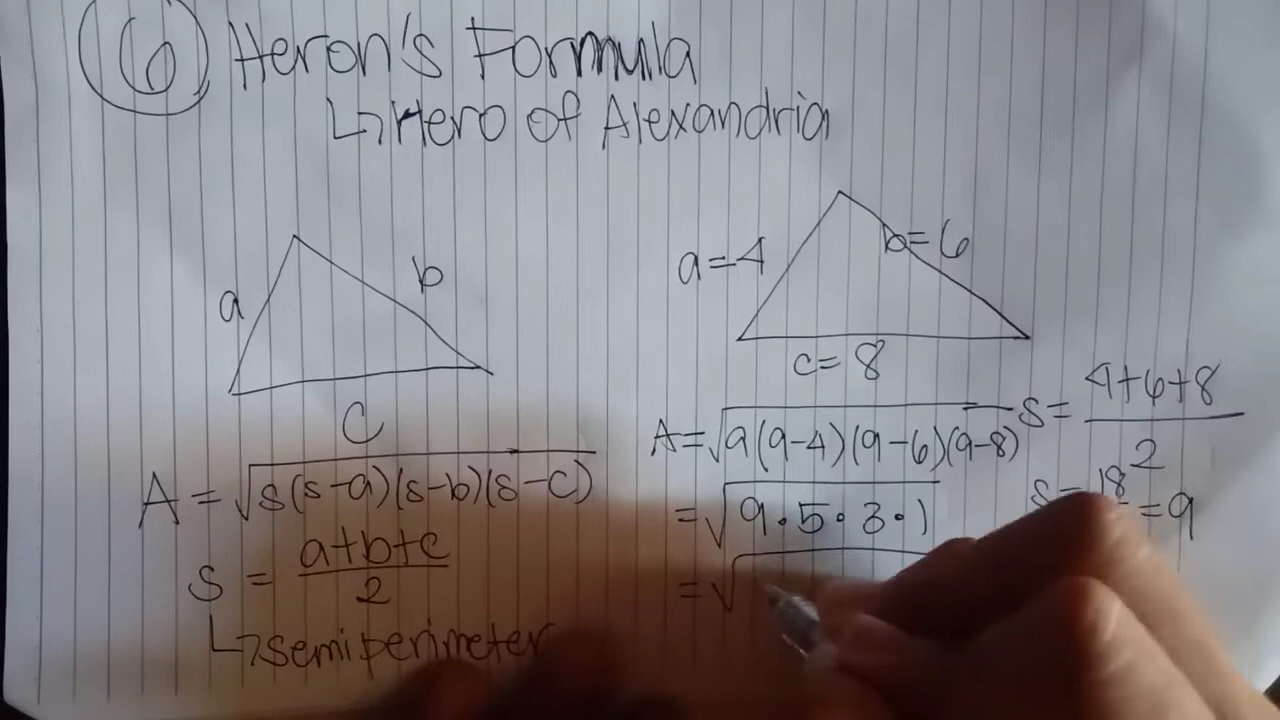 6 Heron's Formula
↳Hero of Alexandria
a
b
c
A = √s(s-a)(s-b)(s-c)
s = a+b+c/2
↳semiperimeter
a=4
b=6
c=8
A=√9(9-4)(9-6)(9-8)
=√9·5·3·1
=√
s= 4+6+8/2
s= 18 =9